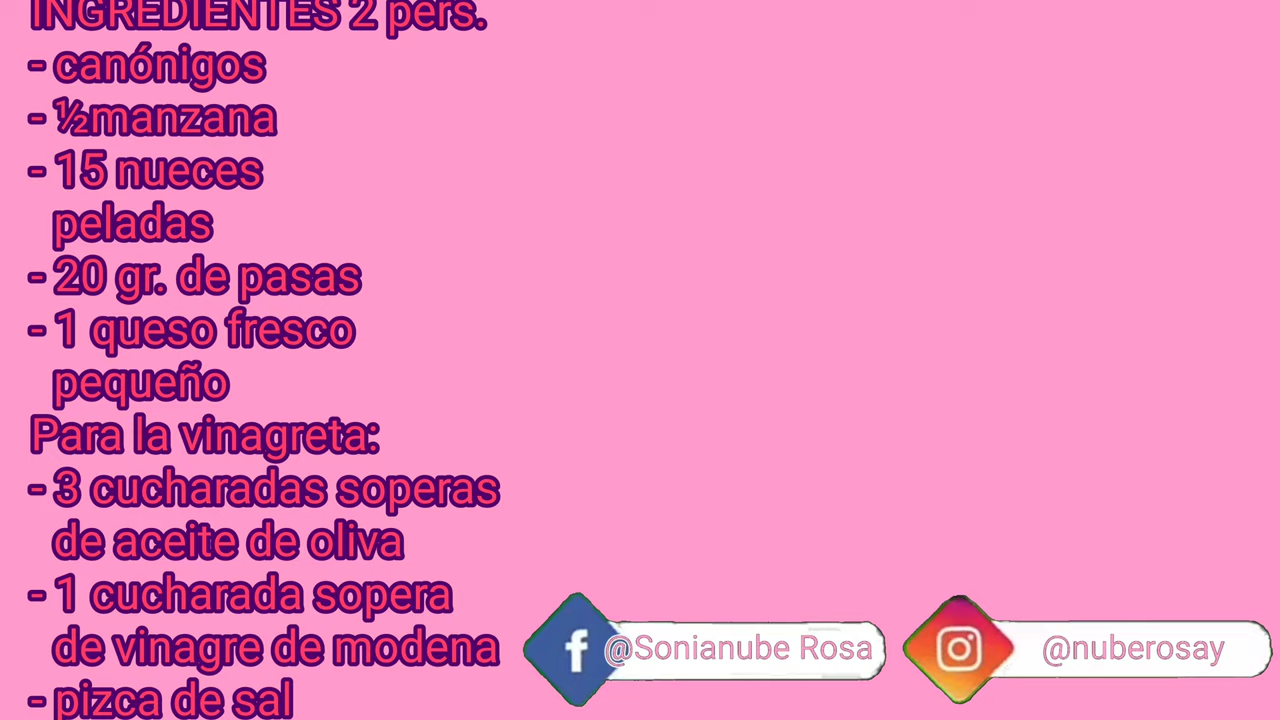 INGREDIENTES 2 pers.
- canónigos
- ½manzana
- 15 nueces
peladas
- 20 gr. de pasas
- 1 queso fresco
pequeño
Para la vinagreta:
- 3 cucharadas soperas
de aceite de oliva
- 1 cucharada sopera
de vinagre de modena
- pizca de sal
@Sonianube Rosa
@nuberosay